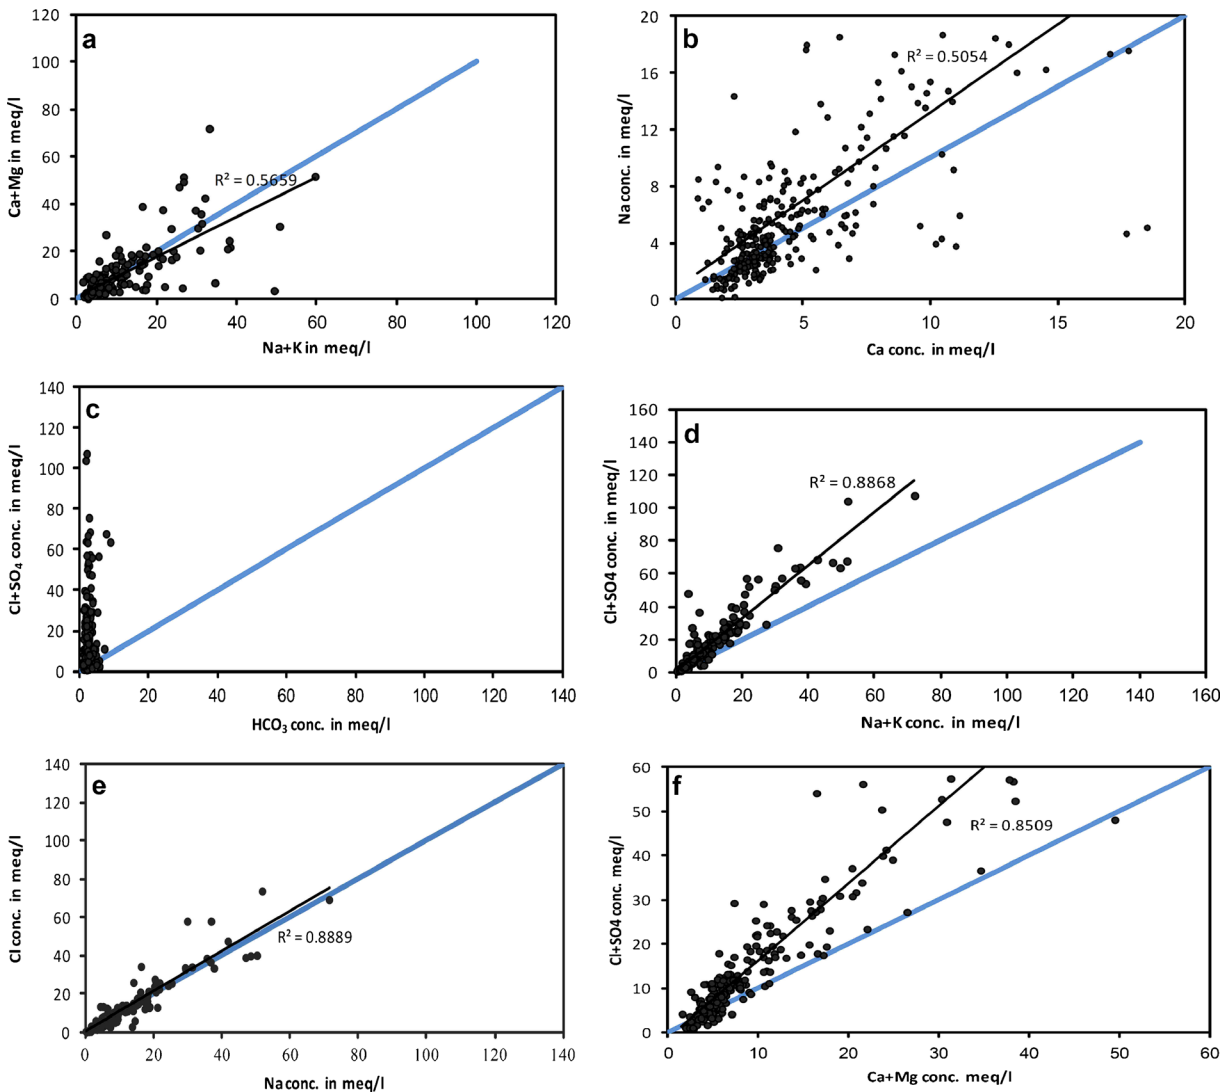 a
120
100
80
60
40
20
0
Ca+Mg in meq/l
R² = 0.5659
0 20 40 60 80 100 120
Na+K in meq/l
b
20
16
12
8
4
0
Na conc. in meq/l
R² = 0.5054
0 5 10 15 20
Ca conc. in meq/l
c
140
120
100
80
60
40
20
0
Cl+SO₄ conc. in meq/l
0 20 40 60 80 100 120 140
HCO₃ conc. in meq/l
d
160
140
120
100
80
60
40
20
0
Cl+SO4 conc. in meq/l
R² = 0.8868
0 20 40 60 80 100 120 140 160
Na+K conc. in meq/l
e
140
120
100
80
60
40
20
0
Cl conc. in meq/l
R² = 0.8889
0 20 40 60 80 100 120 140
Na conc. in meq/l
f
60
50
40
30
20
10
0
Cl+SO4 conc. meq/l
R² = 0.8509
0 10 20 30 40 50 60
Ca+Mg conc. meq/l